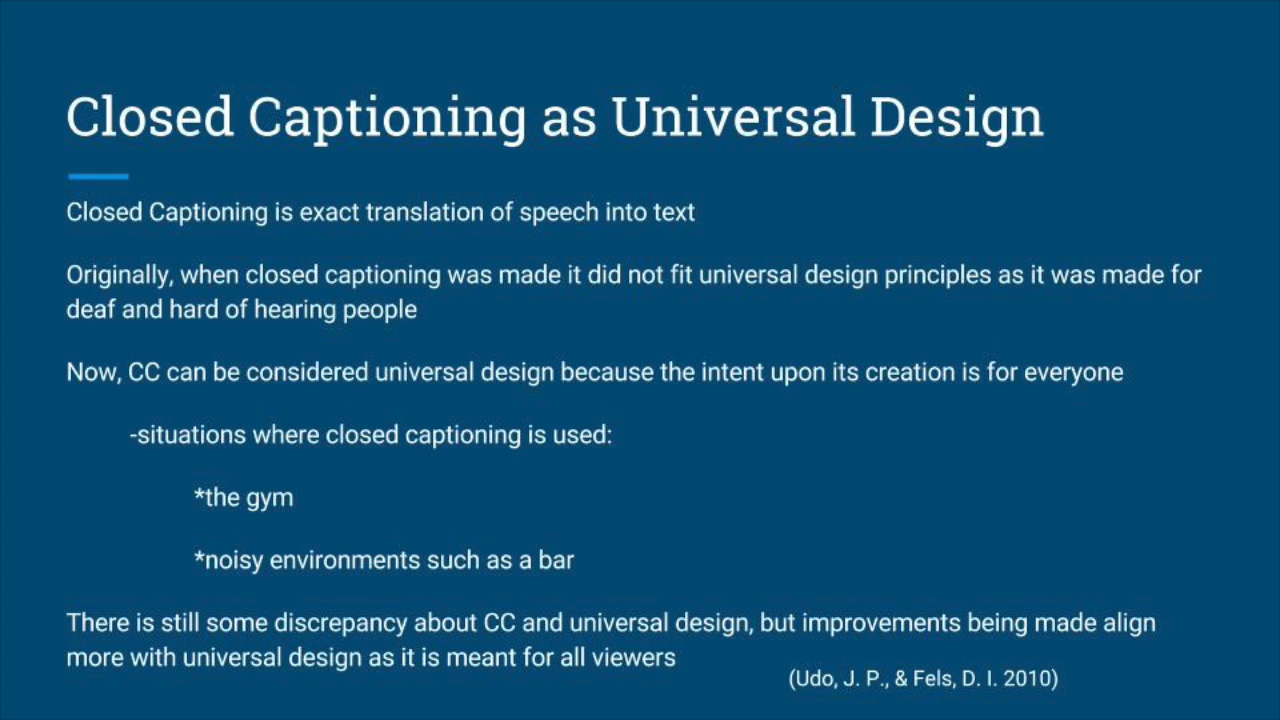 Closed Captioning as Universal Design
Closed Captioning is exact translation of speech into text
Originally, when closed captioning was made it did not fit universal design principles as it was made for
deaf and hard of hearing people
Now, CC can be considered universal design because the intent upon its creation is for everyone
-situations where closed captioning is used:
*the gym
*noisy environments such as a bar
There is still some discrepancy about CC and universal design, but improvements being made align
more with universal design as it is meant for all viewers
(Udo, J. P., & Fels, D. I. 2010)